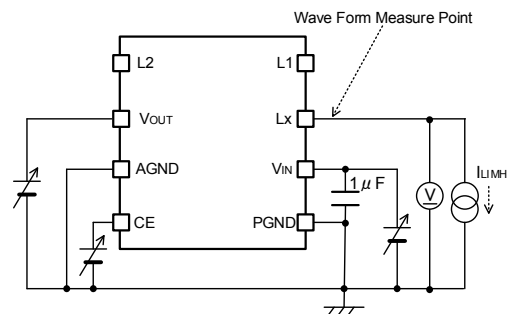 Wave Form Measure Point
L2
L1
VOUT
Lx
AGND
VIN
1μF
ILIMH
V
CE
PGND